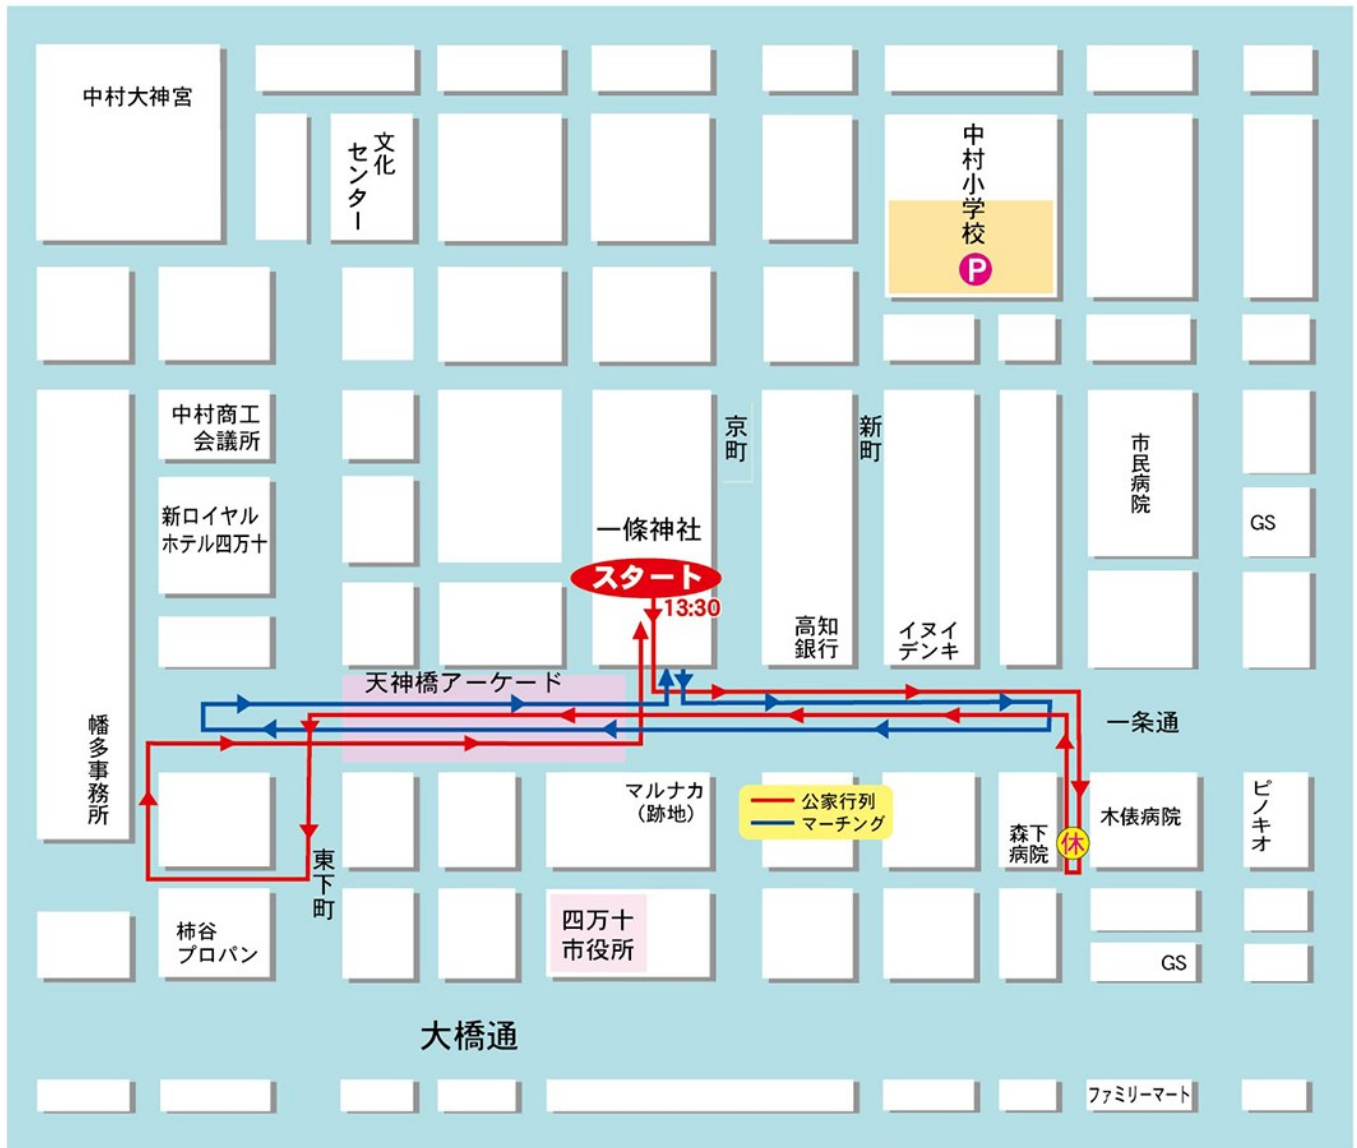 中村大神宮
文化
センター
中村小学校
P
中村商工
会議所
新ロイヤル
ホテル四万十
京町
新町
市民病院
GS
一條神社
スタート
13:30
高知
銀行
イヌイ
デンキ
天神橋アーケード
一条通
幡多事務所
マルナカ
（跡地）
公家行列
マーチング
森下
病院
休
木俵病院
ピノキオ
東下町
柿谷
プロパン
四万十
市役所
GS
大橋通
ファミリーマート